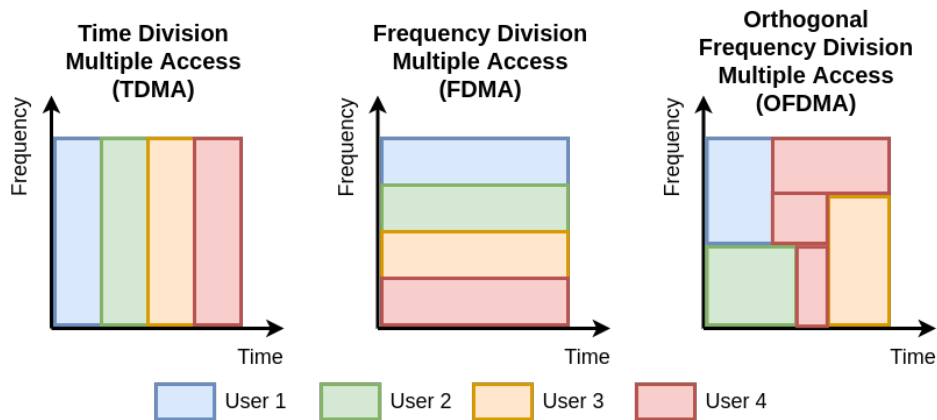 Time Division
Multiple Access
(TDMA)
Frequency
Time
Frequency Division
Multiple Access
(FDMA)
Frequency
Time
Orthogonal
Frequency Division
Multiple Access
(OFDMA)
Frequency
Time
User 1
User 2
User 3
User 4